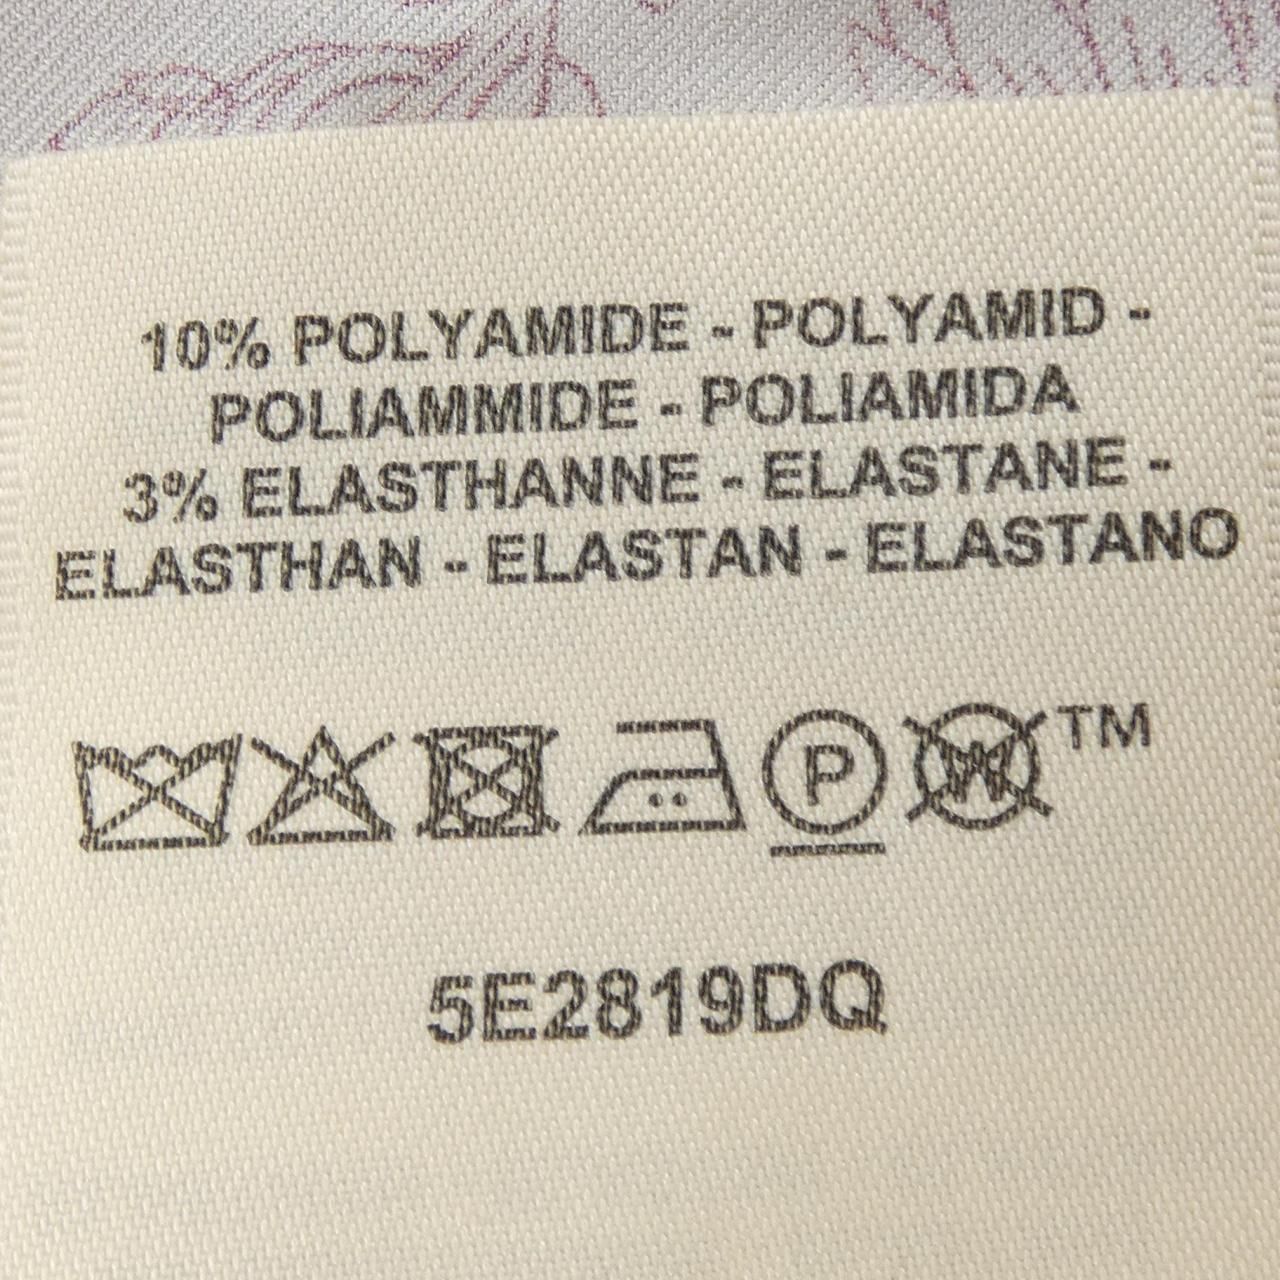 10% POLYAMIDE - POLYAMID -
POLIAMMIDE - POLIAMIDA
3% ELASTHANNE - ELASTANE -
ELASTHAN - ELASTAN - ELASTANO
P W TM
5E2819DQ